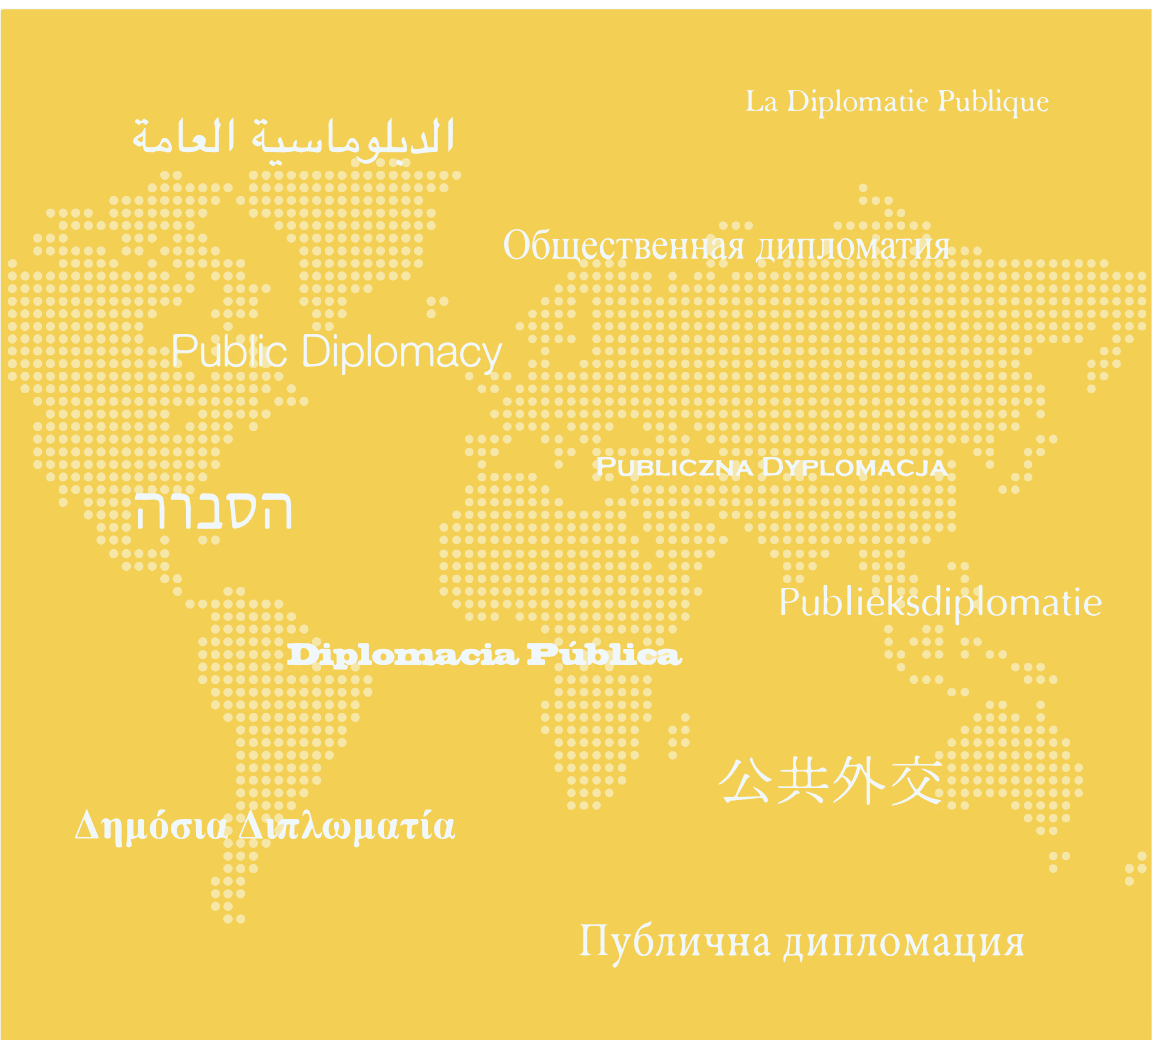 La Diplomatie Publique
الدبلوماسية العامة
Общественная дипломатия
Public Diplomacy
Publiczna Dyplomacja
הסברה
Publieksdiplomatie
Diplomacia Pública
公共外交
Δημόσια Διπλωματία
Публична дипломация